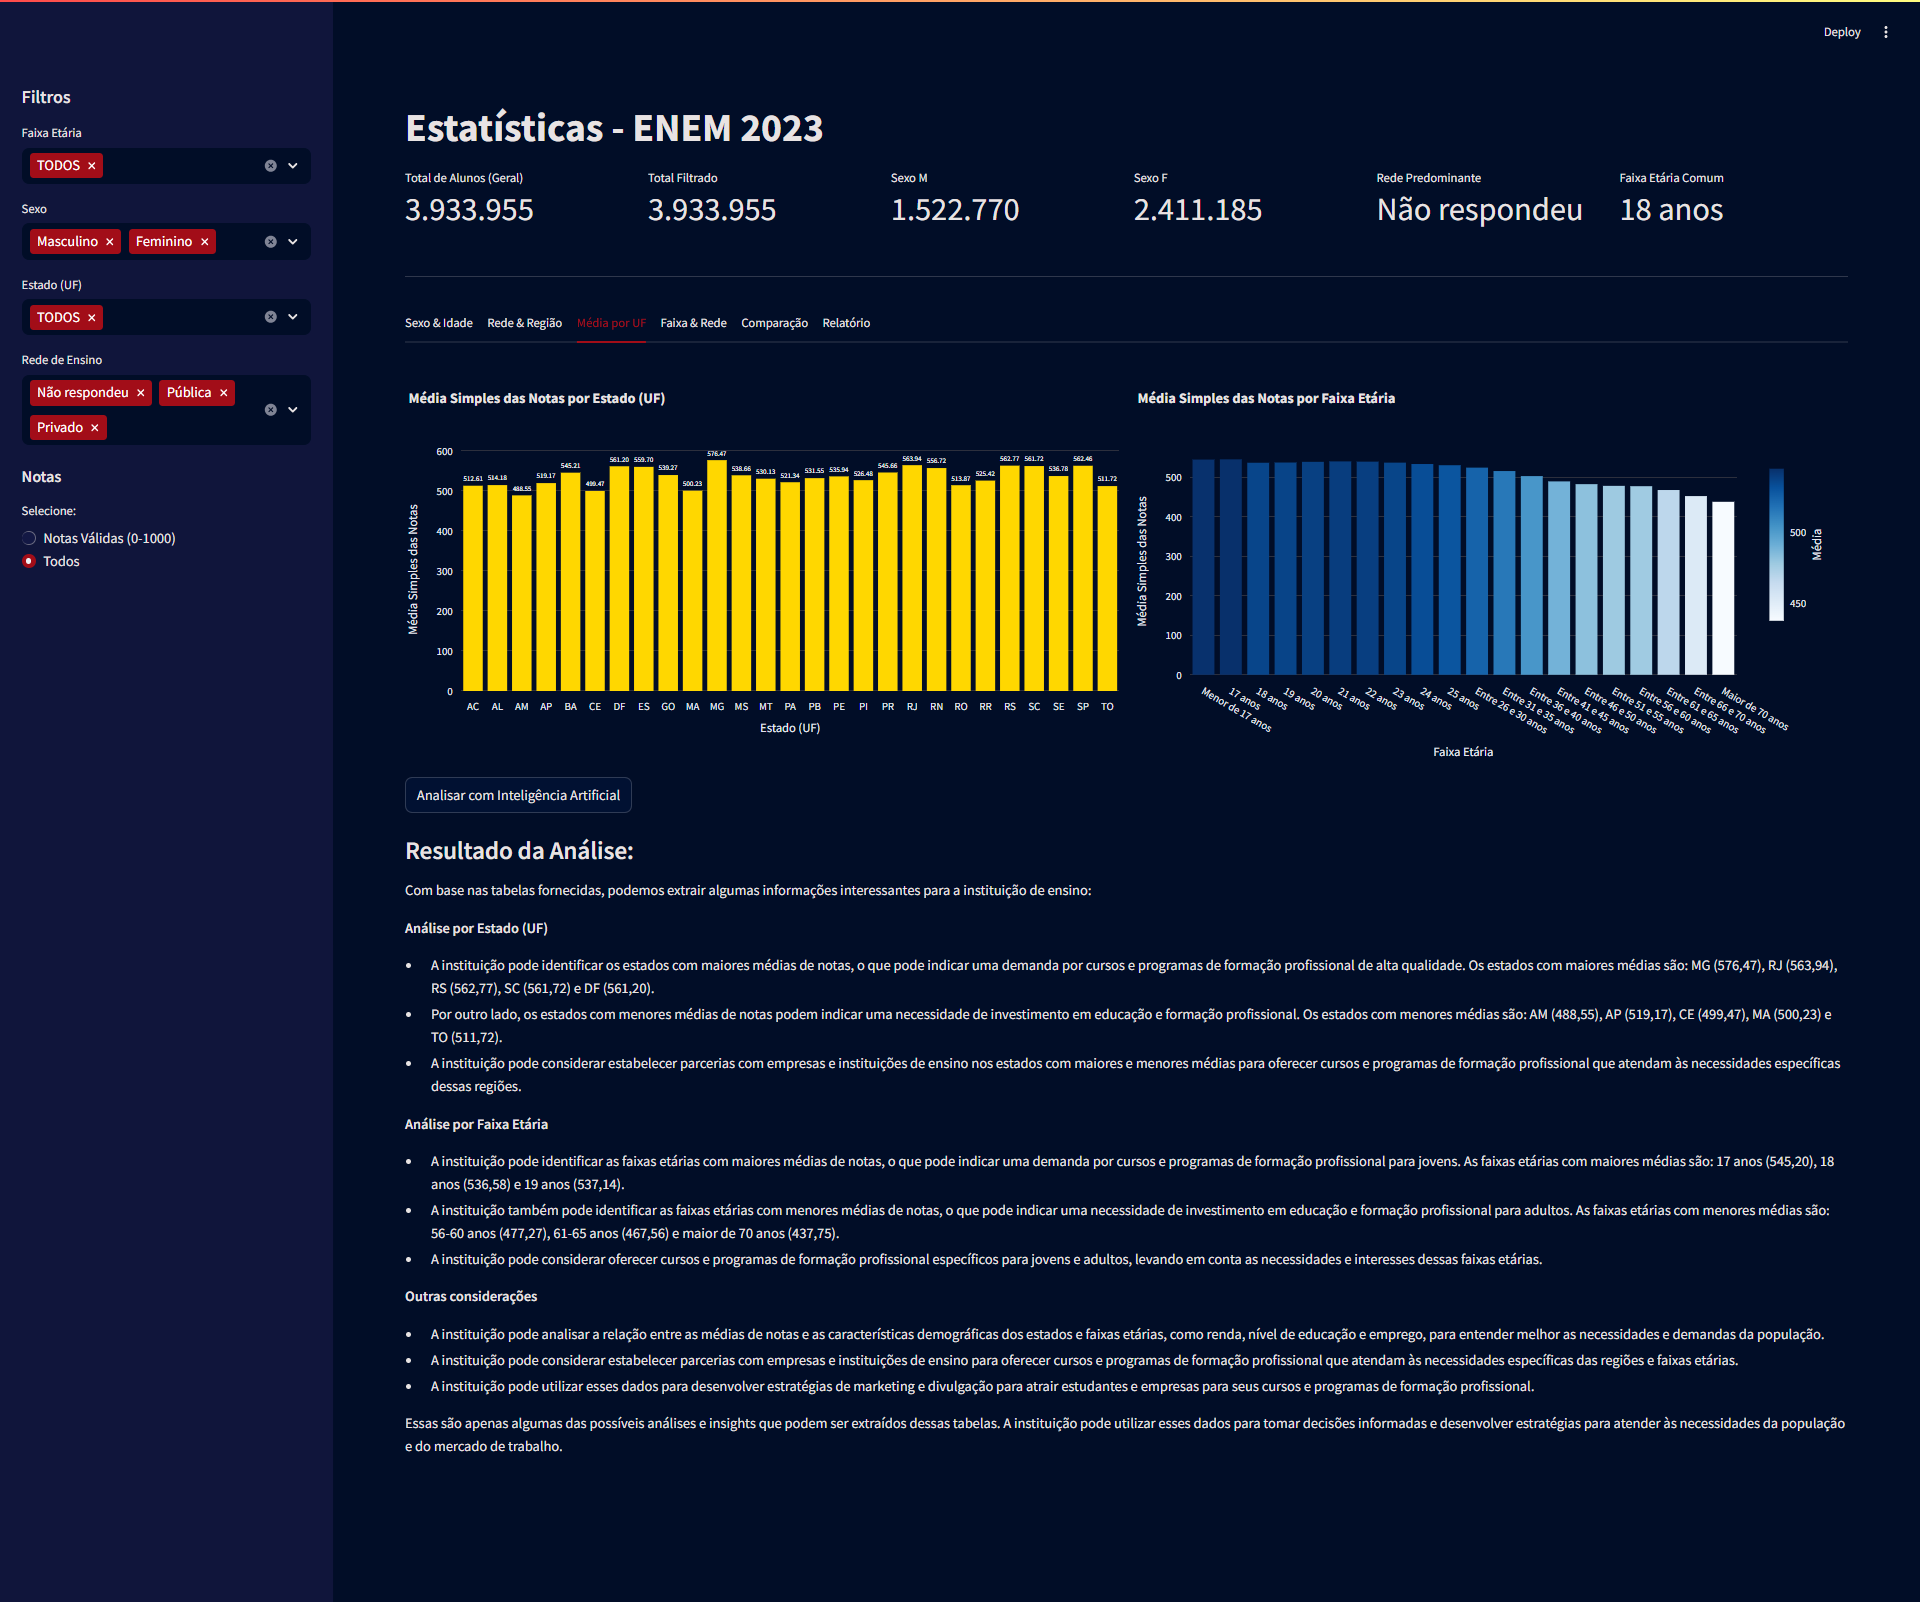 Deploy
Filtros
Faixa Etária
TODOS
Sexo
Masculino Feminino
Estado (UF)
TODOS
Rede de Ensino
Não respondeu Pública
Privado
Notas
Selecione:
Notas Válidas (0-1000)
Todos
Estatísticas - ENEM 2023
Total de Alunos (Geral) Total Filtrado Sexo M Sexo F Rede Predominante Faixa Etária Comum
3.933.955 3.933.955 1.522.770 2.411.185 Não respondeu 18 anos
Sexo & Idade Rede & Região Média por UF Faixa & Rede Comparação Relatório
Média Simples das Notas por Estado (UF)
Média Simples das Notas
600
500
400
300
200
100
0
512.61 514.18 488.55 519.17 545.21 499.47 561.20 559.70 539.27 500.23 576.47 538.66 530.13 521.34 531.55 535.94 526.48 545.66 563.94 556.72 513.87 525.42 562.77 561.72 536.78 562.46 511.72
AC AL AM AP BA CE DF ES GO MA MG MS MT PA PB PE PI PR RJ RN RO RR RS SC SE SP TO
Estado (UF)
Média Simples das Notas por Faixa Etária
Média Simples das Notas
500
400
300
200
100
0
Menor de 17 anos
17 anos
18 anos
19 anos
20 anos
21 anos
22 anos
23 anos
24 anos
25 anos
Entre 26 e 30 anos
Entre 31 e 35 anos
Entre 36 e 40 anos
Entre 41 e 45 anos
Entre 46 e 50 anos
Entre 51 e 55 anos
Entre 56 e 60 anos
Entre 61 e 65 anos
Entre 66 e 70 anos
Maior de 70 anos
Faixa Etária
500
450
Média
Analisar com Inteligência Artificial
Resultado da Análise:
Com base nas tabelas fornecidas, podemos extrair algumas informações interessantes para a instituição de ensino:
Análise por Estado (UF)
• A instituição pode identificar os estados com maiores médias de notas, o que pode indicar uma demanda por cursos e programas de formação profissional de alta qualidade. Os estados com maiores médias são: MG (576,47), RJ (563,94),
RS (562,77), SC (561,72) e DF (561,20).
• Por outro lado, os estados com menores médias de notas podem indicar uma necessidade de investimento em educação e formação profissional. Os estados com menores médias são: AM (488,55), AP (519,17), CE (499,47), MA (500,23) e
TO (511,72).
• A instituição pode considerar estabelecer parcerias com empresas e instituições de ensino nos estados com maiores e menores médias para oferecer cursos e programas de formação profissional que atendam às necessidades específicas
dessas regiões.
Análise por Faixa Etária
• A instituição pode identificar as faixas etárias com maiores médias de notas, o que pode indicar uma demanda por cursos e programas de formação profissional para jovens. As faixas etárias com maiores médias são: 17 anos (545,20), 18
anos (536,58) e 19 anos (537,14).
• A instituição também pode identificar as faixas etárias com menores médias de notas, o que pode indicar uma necessidade de investimento em educação e formação profissional para adultos. As faixas etárias com menores médias são:
56-60 anos (477,27), 61-65 anos (467,56) e maior de 70 anos (437,75).
• A instituição pode considerar oferecer cursos e programas de formação profissional específicos para jovens e adultos, levando em conta as necessidades e interesses dessas faixas etárias.
Outras considerações
• A instituição pode analisar a relação entre as médias de notas e as características demográficas dos estados e faixas etárias, como renda, nível de educação e emprego, para entender melhor as necessidades e demandas da população.
• A instituição pode considerar estabelecer parcerias com empresas e instituições de ensino para oferecer cursos e programas de formação profissional que atendam às necessidades específicas das regiões e faixas etárias.
• A instituição pode utilizar esses dados para desenvolver estratégias de marketing e divulgação para atrair estudantes e empresas para seus cursos e programas de formação profissional.
Essas são apenas algumas das possíveis análises e insights que podem ser extraídos dessas tabelas. A instituição pode utilizar esses dados para tomar decisões informadas e desenvolver estratégias para atender às necessidades da população
e do mercado de trabalho.